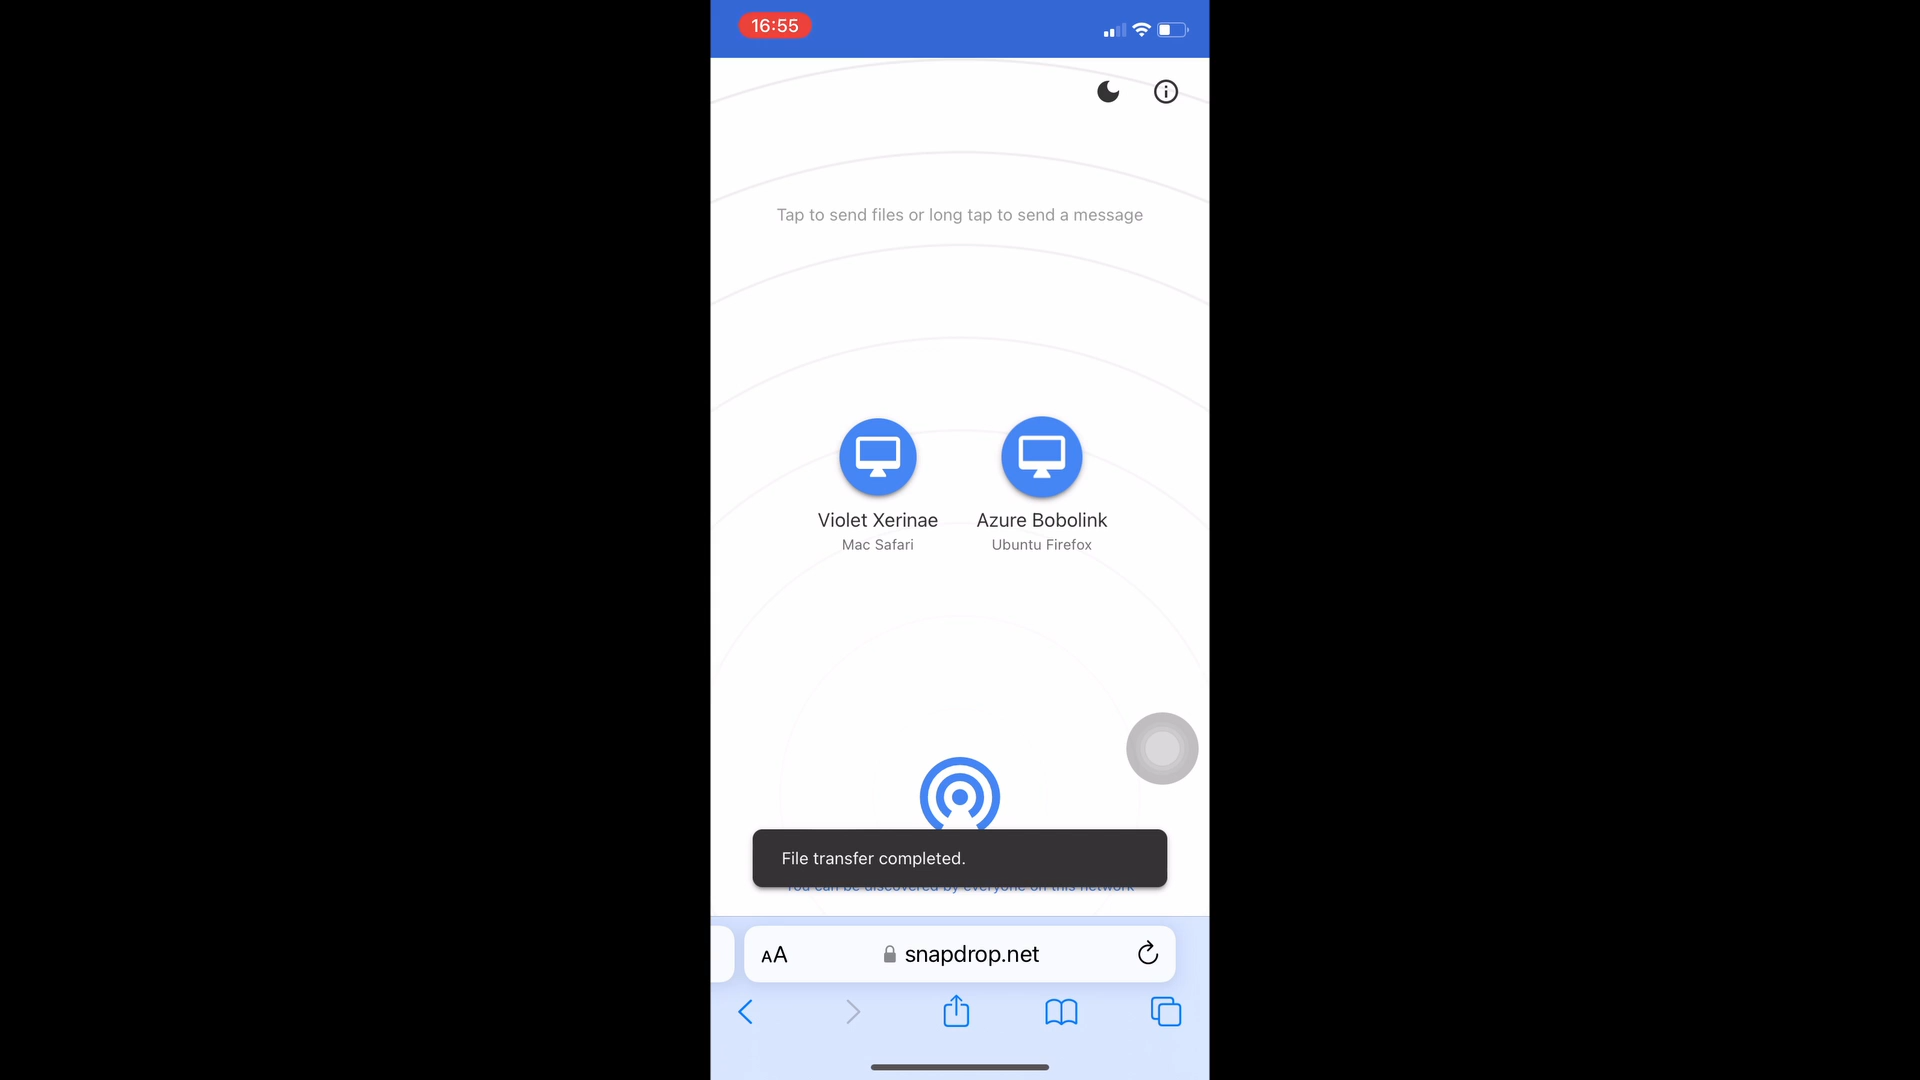 16:55
Tap to send files or long tap to send a message
Violet Xerinae
Mac Safari
Azure Bobolink
Ubuntu Firefox
File transfer completed.
You can be discovered by everyone on this network
AA
snapdrop.net